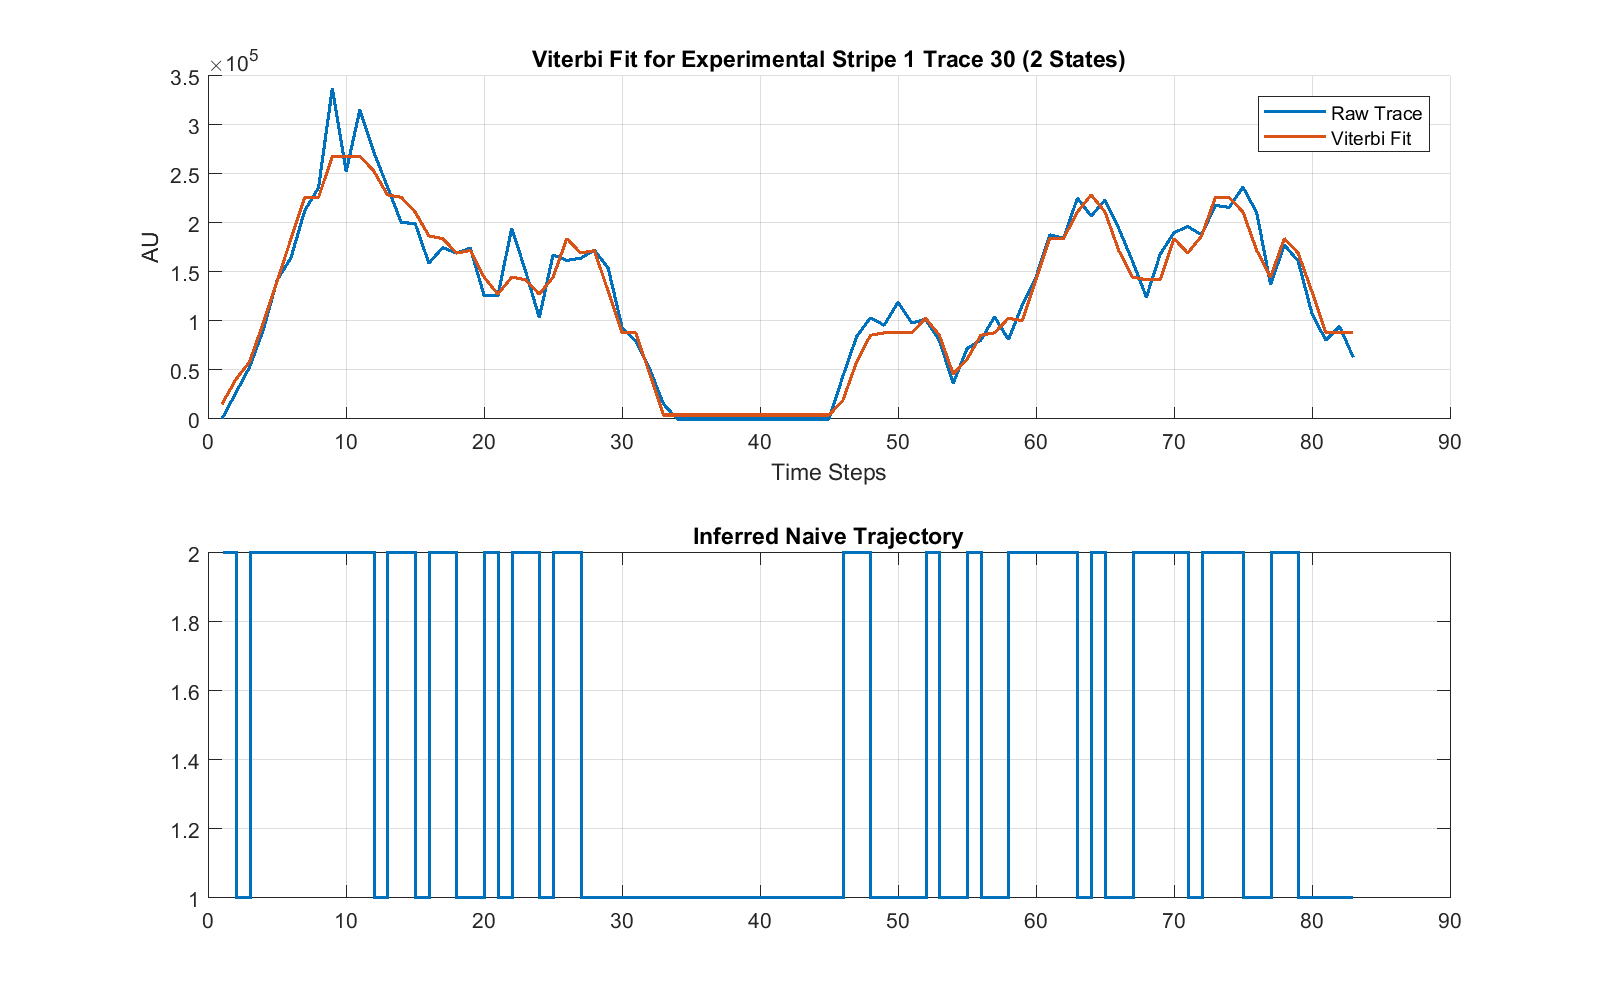 Viterbi Fit for Experimental Stripe 1 Trace 30 (2 States)
×10^5
3.5
3
2.5
2
1.5
1
0.5
0
AU
Raw Trace
Viterbi Fit
0 10 20 30 40 50 60 70 80 90
Time Steps
Inferred Naive Trajectory
2
1.8
1.6
1.4
1.2
1
0 10 20 30 40 50 60 70 80 90